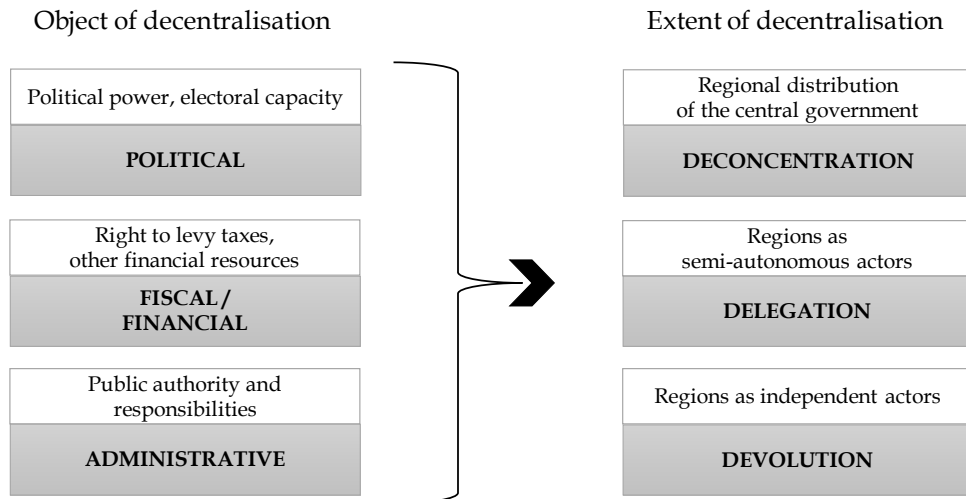 Object of decentralisation
Political power, electoral capacity
POLITICAL
Right to levy taxes,
other financial resources
FISCAL /
FINANCIAL
Public authority and
responsibilities
ADMINISTRATIVE
Extent of decentralisation
Regional distribution
of the central government
DECONCENTRATION
Regions as
semi-autonomous actors
DELEGATION
Regions as independent actors
DEVOLUTION